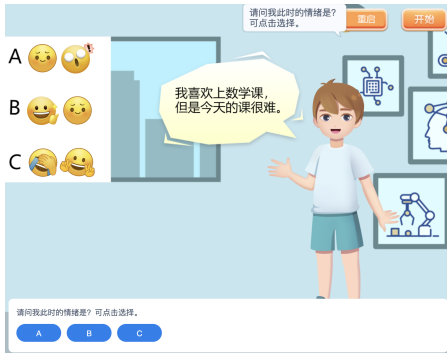 请问我此时的情绪是?
可点击选择。
重启
开始
A
B
C
我喜欢上数学课，
但是今天的课很难。
请问我此时的情绪是? 可点击选择。
A
B
C